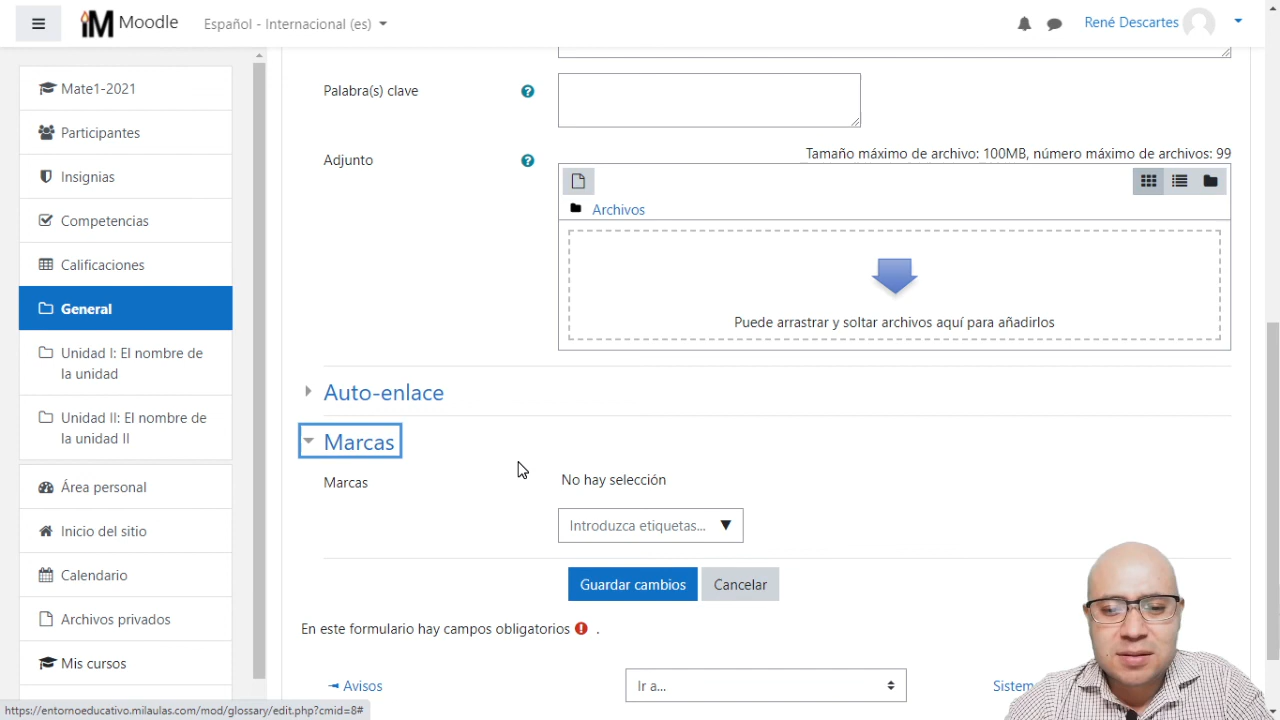 iM Moodle
Español - Internacional (es)
René Descartes
Mate1-2021
Participantes
Insignias
Competencias
Calificaciones
General
Unidad I: El nombre de
la unidad
Unidad II: El nombre de
la unidad II
Área personal
Inicio del sitio
Calendario
Archivos privados
Mis cursos
Palabra(s) clave
Adjunto
Tamaño máximo de archivo: 100MB, número máximo de archivos: 99
Archivos
Puede arrastrar y soltar archivos aquí para añadirlos
Auto-enlace
Marcas
Marcas
No hay selección
Introduzca etiquetas...
Guardar cambios
Cancelar
En este formulario hay campos obligatorios .
Avisos
Ir a...
Sistem
https://entornoeducativo.milaulas.com/mod/glossary/edit.php?cmid=8#